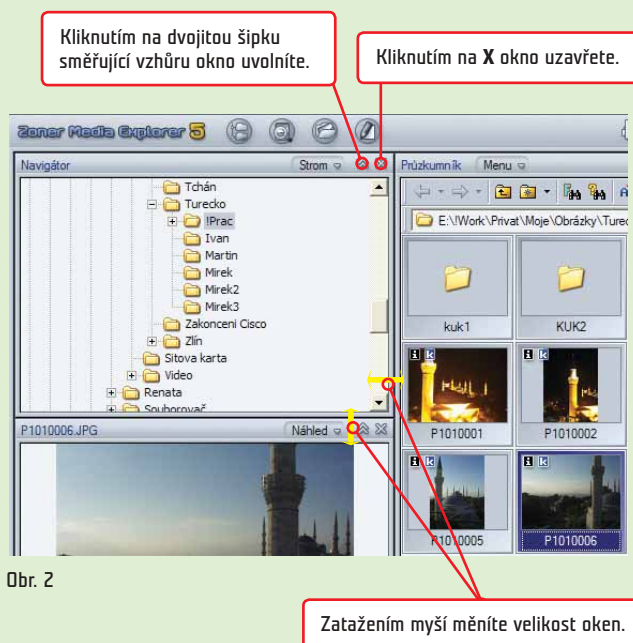 Kliknutím na dvojitou šipku
směřující vzhůru okno uvolníte.
Kliknutím na X okno uzavřete.
Zoner Media Explorer 5
Navigátor
Strom
Průzkumník Menu
Tchán
Turecko
!Prac
Ivan
Martin
Mirek
Mirek2
Mirek3
Zakonceni Cisco
Zlín
Sitova karta
Video
Renata
Souborovač
E:\!Work\Privat\Moje\Obrázky\Turec
kuk1
KUK2
P1010001
P1010002
P1010005
P1010006
P1010006.JPG
Náhled
Obr. 2
Zatažením myší měníte velikost oken.